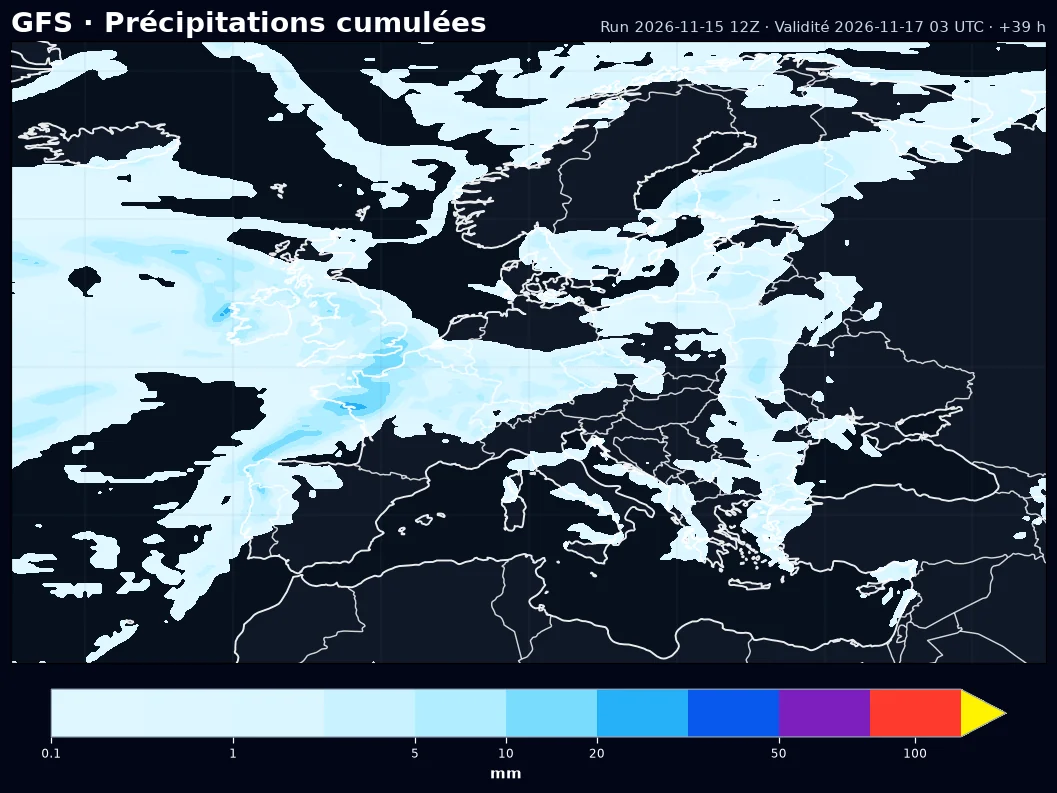 GFS · Précipitations cumulées
Run 2026-11-15 12Z · Validité 2026-11-17 03 UTC · +39 h
0.1 1 5 10 20 50 100
mm